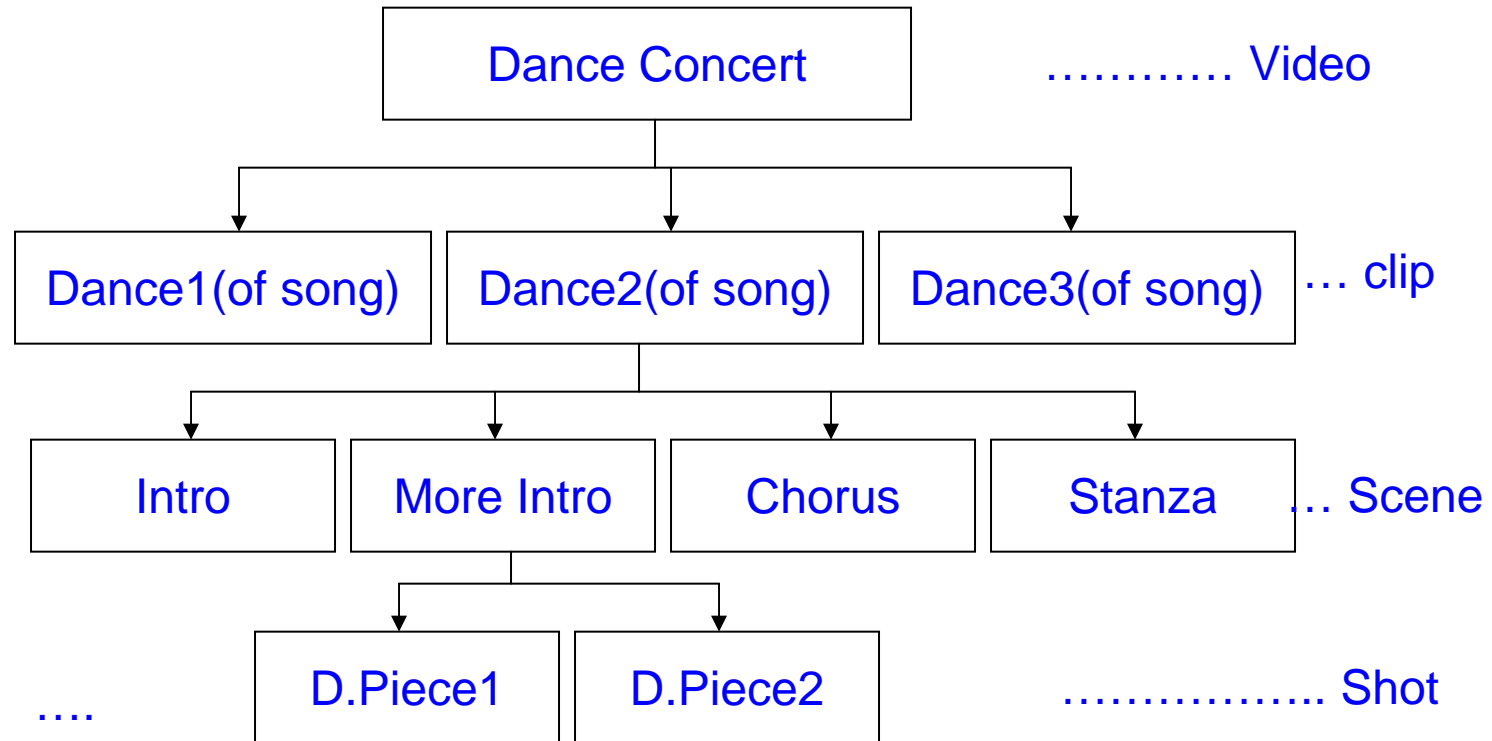 Dance Concert ………… Video
Dance1(of song) Dance2(of song) Dance3(of song) … clip
Intro More Intro Chorus Stanza … Scene
…. D.Piece1 D.Piece2 …………….. Shot